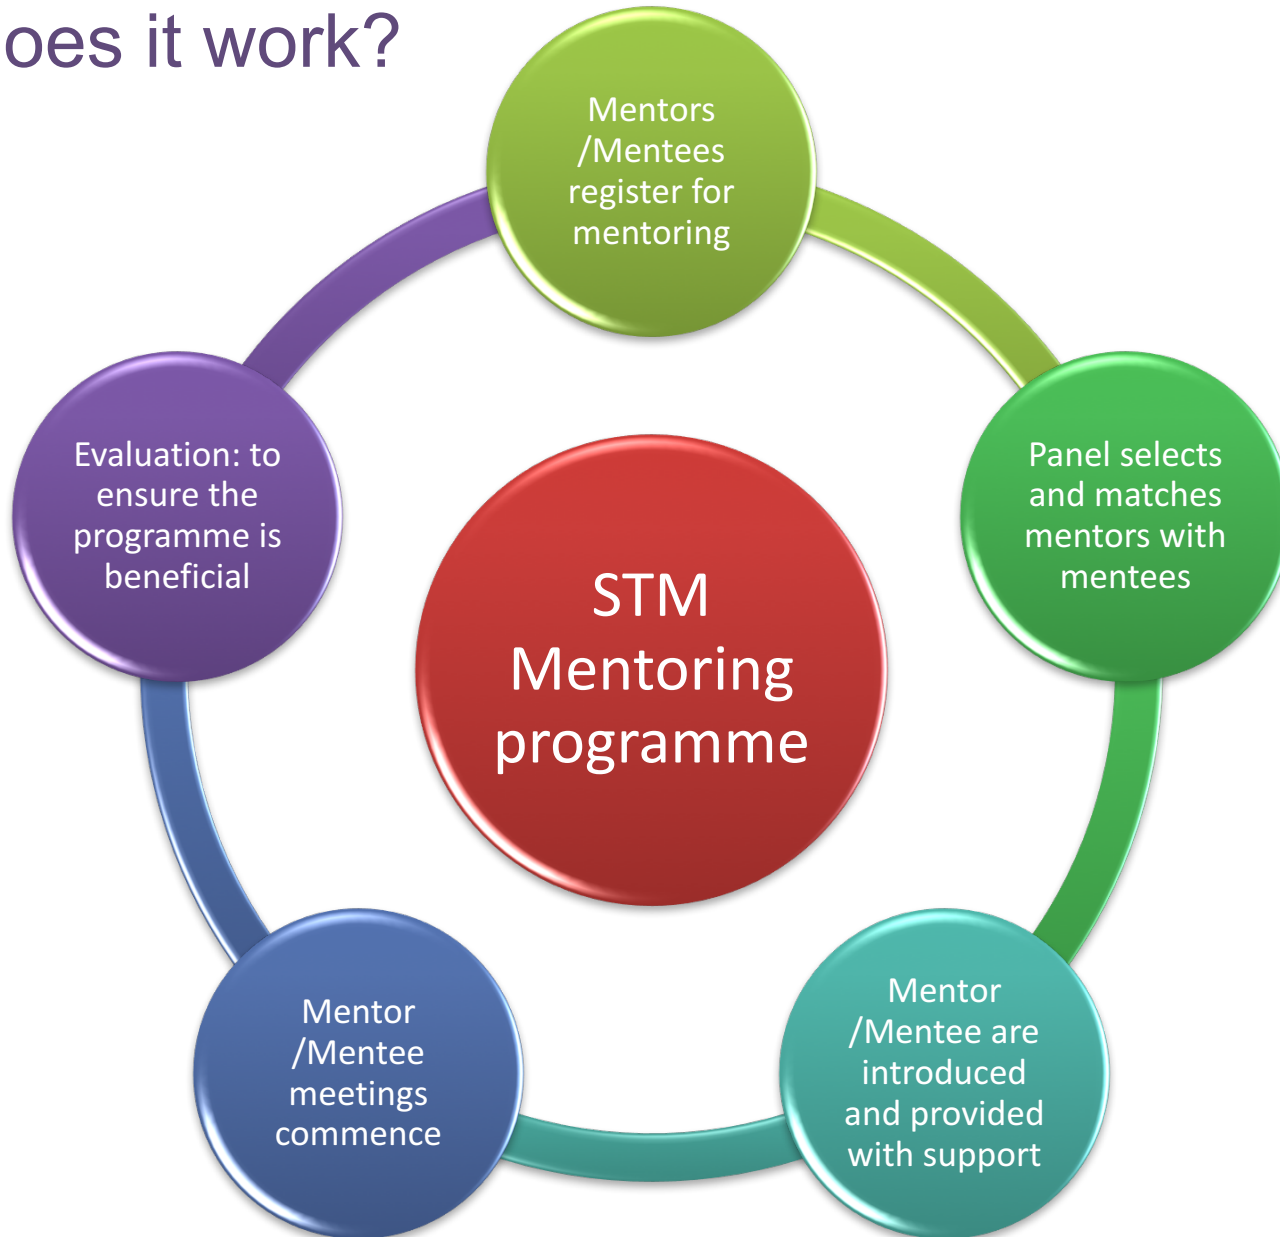 oes it work?
Mentors
/Mentees
register for
mentoring
Panel selects
and matches
mentors with
mentees
Mentor
/Mentee are
introduced
and provided
with support
Mentor
/Mentee
meetings
commence
Evaluation: to
ensure the
programme is
beneficial
STM
Mentoring
programme